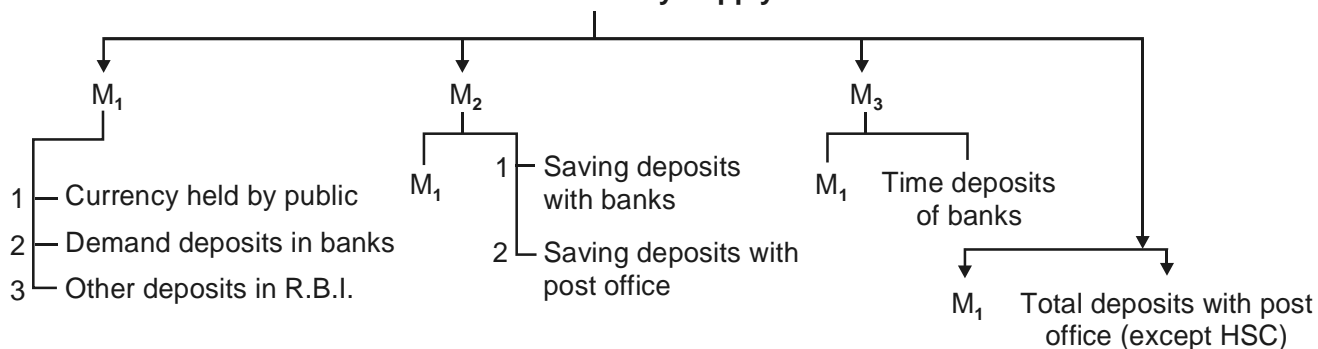 M₁
M₂
M₃
1 Currency held by public
2 Demand deposits in banks
3 Other deposits in R.B.I.
M₁
1 Saving deposits
with banks
2 Saving deposits with
post office
M₁
Time deposits
of banks
M₁
Total deposits with post
office (except HSC)